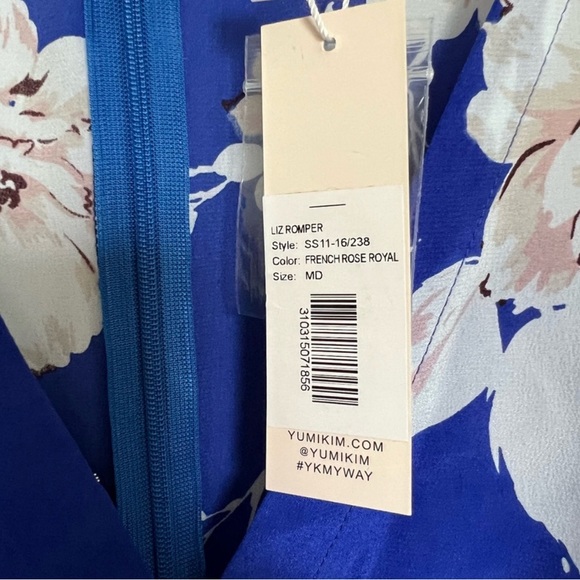 LIZ ROMPER
Style: SS11-16/238
Color: FRENCH ROSE ROYAL
Size: MD
310315071856
YUMIKIM.COM
@YUMIKIM
#YKMYWAY